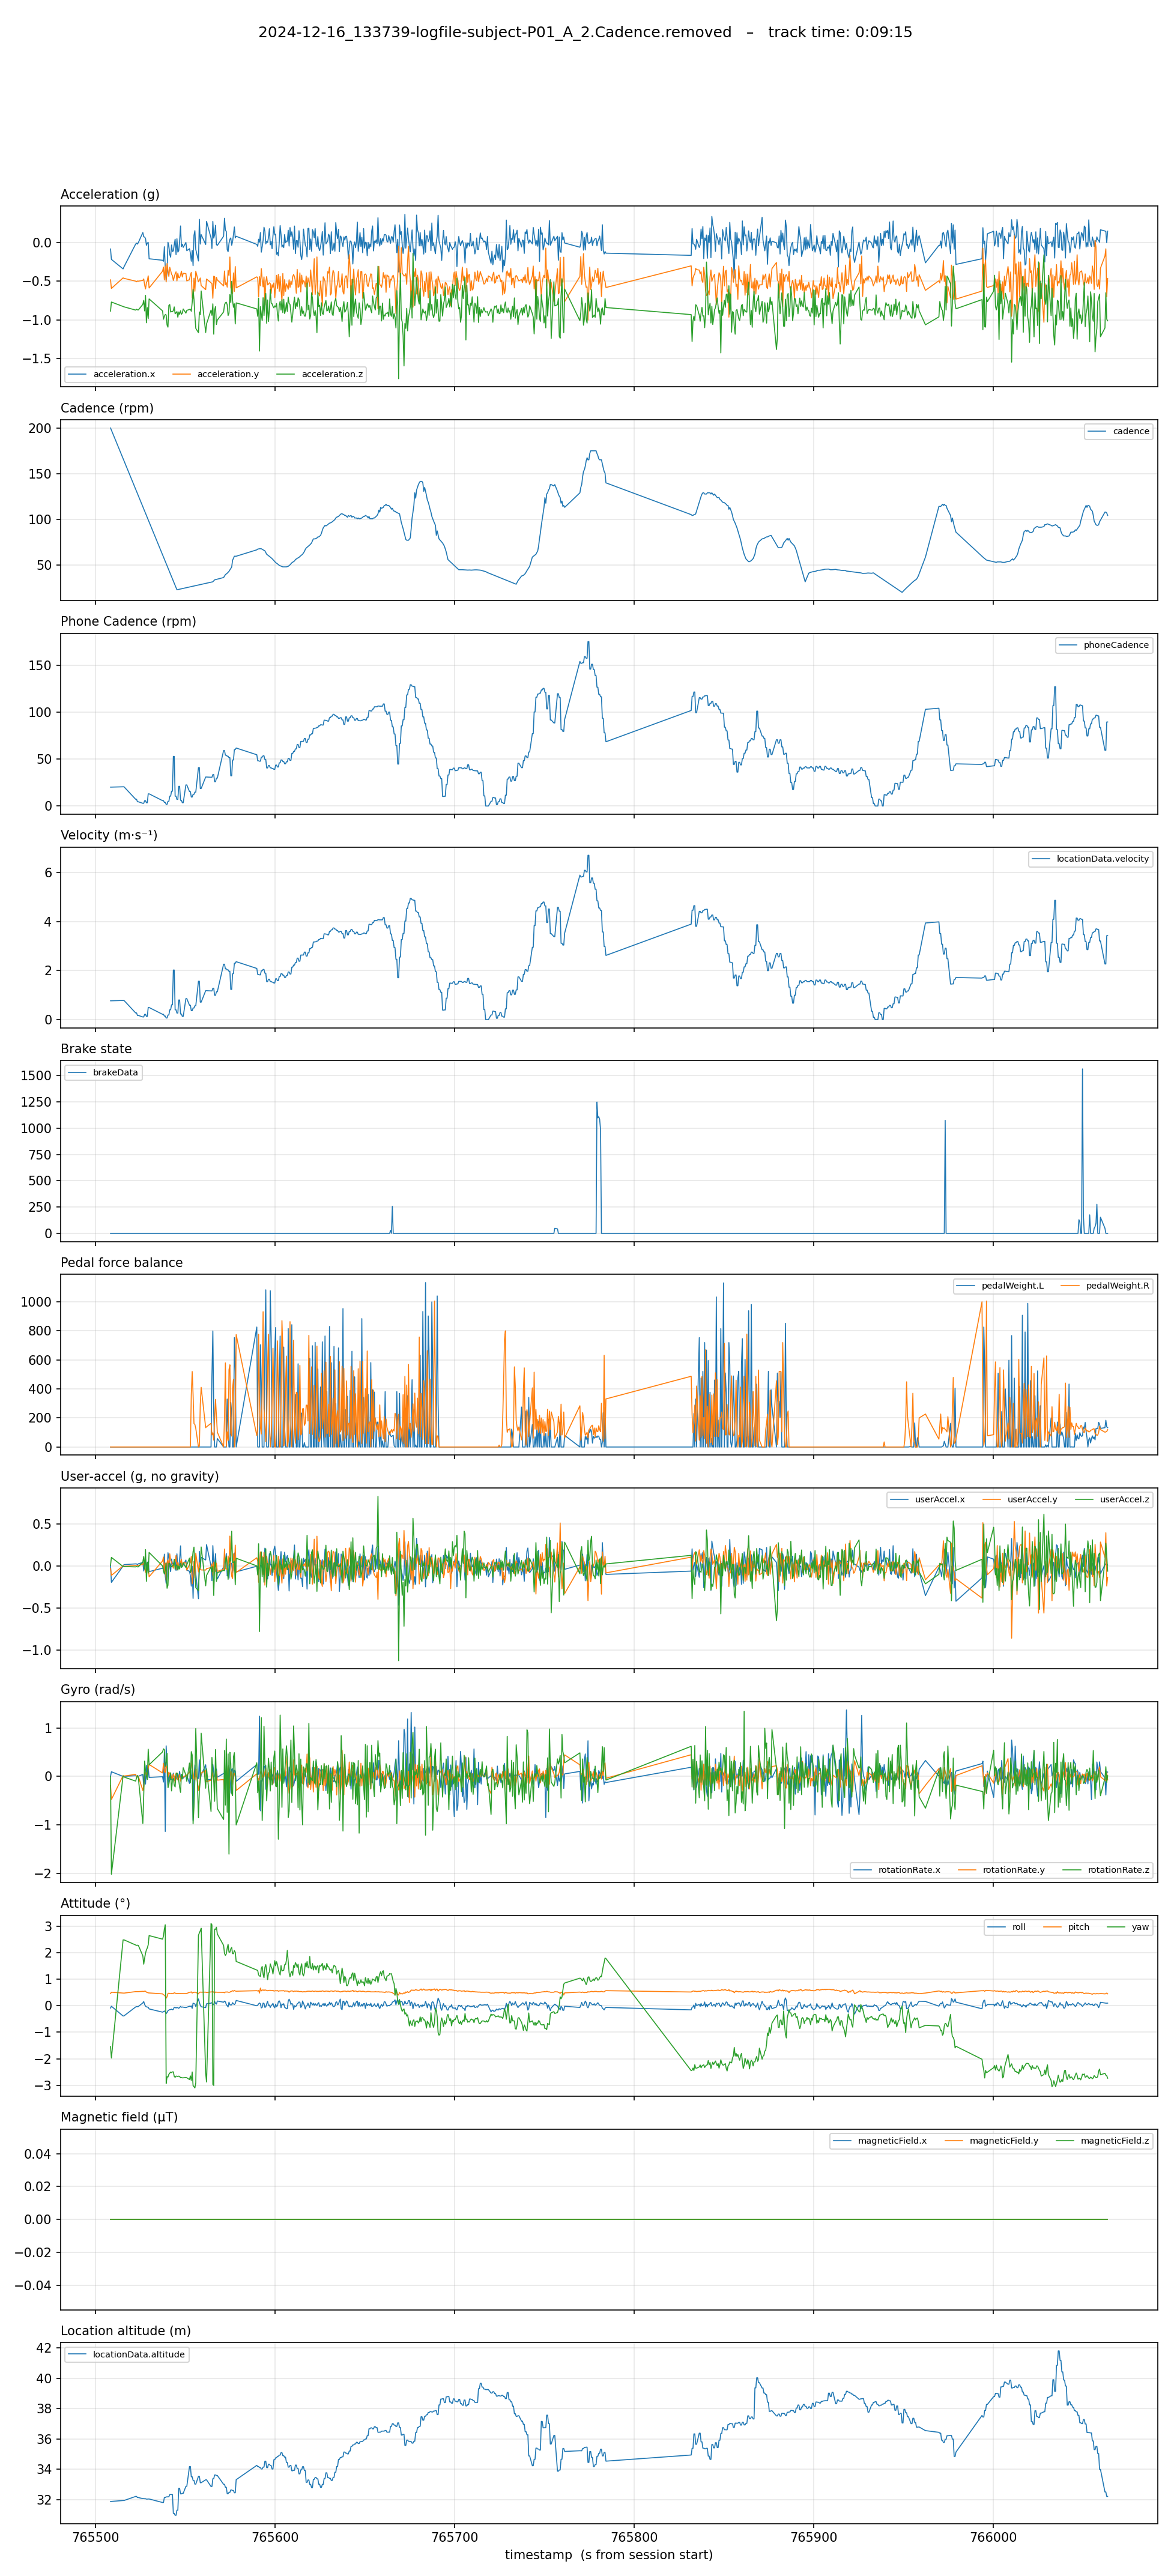 2024-12-16_133739-logfile-subject-P01_A_2.Cadence.removed – track time: 0:09:15
Acceleration (g)
0.0
−0.5
−1.0
−1.5
acceleration.x acceleration.y acceleration.z
Cadence (rpm)
200
150
100
50
cadence
Phone Cadence (rpm)
150
100
50
0
phoneCadence
Velocity (m·s⁻¹)
6
4
2
0
locationData.velocity
Brake state
1500
1250
1000
750
500
250
0
brakeData
Pedal force balance
1000
800
600
400
200
0
pedalWeight.L pedalWeight.R
User-accel (g, no gravity)
0.5
0.0
−0.5
−1.0
userAccel.x userAccel.y userAccel.z
Gyro (rad/s)
1
0
−1
−2
rotationRate.x rotationRate.y rotationRate.z
Attitude (°)
3
2
1
0
−1
−2
−3
roll pitch yaw
Magnetic field (µT)
0.04
0.02
0.00
−0.02
−0.04
magneticField.x magneticField.y magneticField.z
Location altitude (m)
42
40
38
36
34
32
locationData.altitude
765500 765600 765700 765800 765900 766000
timestamp (s from session start)